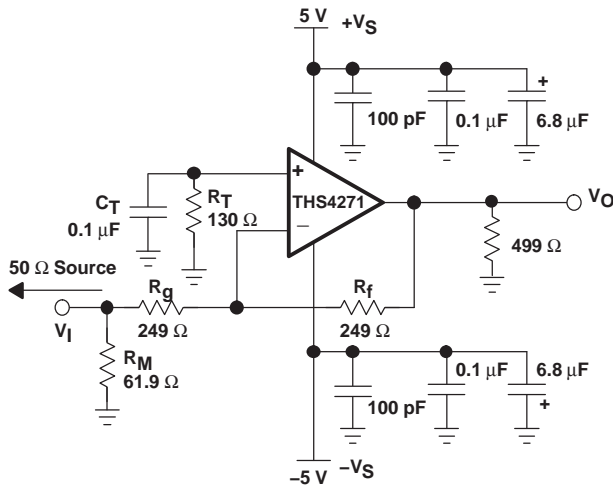 5 V
+VS
+
100 pF
0.1 µF
6.8 µF
+
THS4271
−
VO
CT
0.1 µF
RT
130 Ω
499 Ω
50 Ω Source
VI
Rg
249 Ω
Rf
249 Ω
RM
61.9 Ω
0.1 µF
6.8 µF
100 pF
+
−5 V
−VS